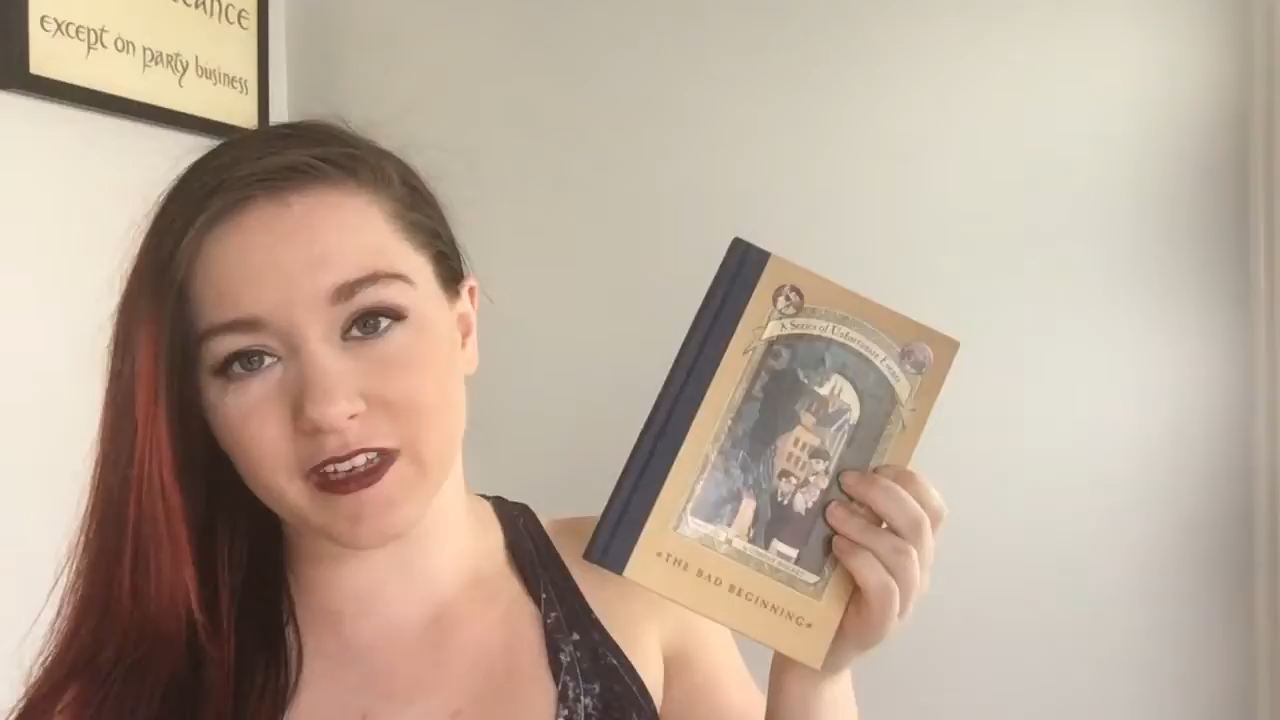 except on party business
A Series of Unfortunate Events
THE BAD BEGINNING